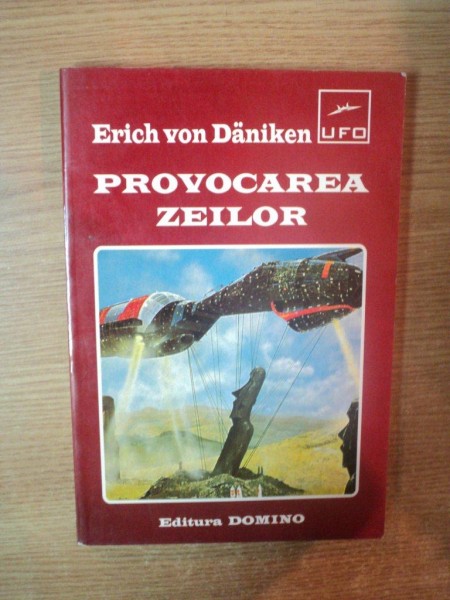 Erich von Däniken
UFO
PROVOCAREA
ZEILOR
Editura DOMINO